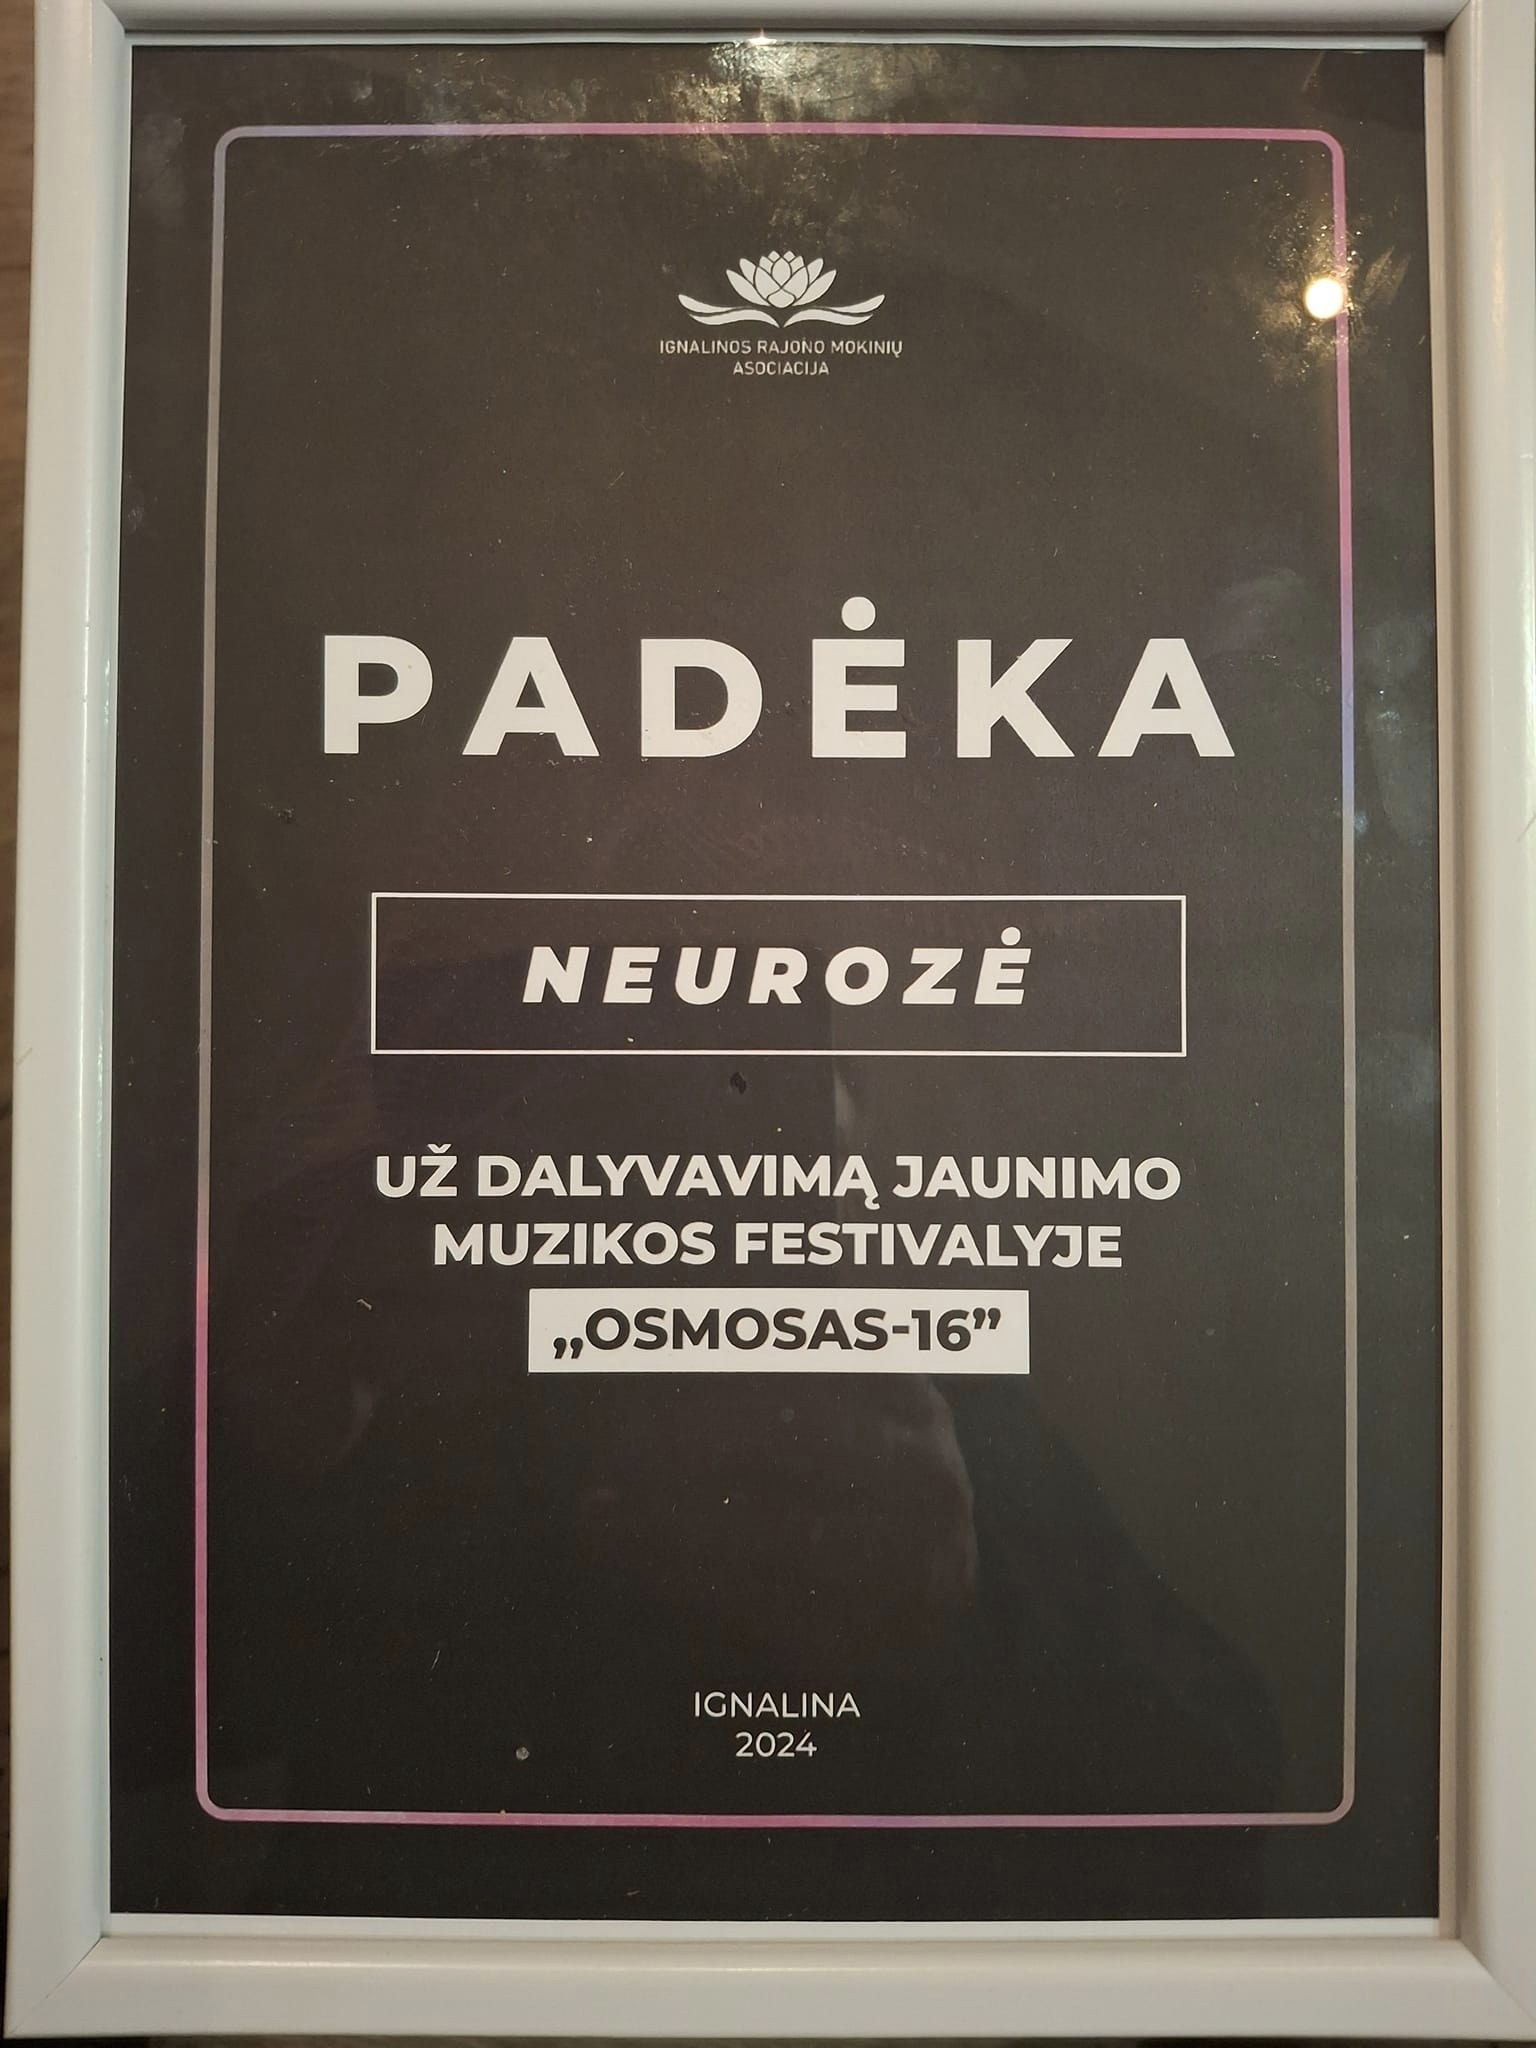 IGNALINOS RAJONO MOKINIŲ
ASOCIACIJA
PADĖKA
NEUROZĖ
UŽ DALYVAVIMĄ JAUNIMO
MUZIKOS FESTIVALYJE
„OSMOSAS-16”
IGNALINA
2024